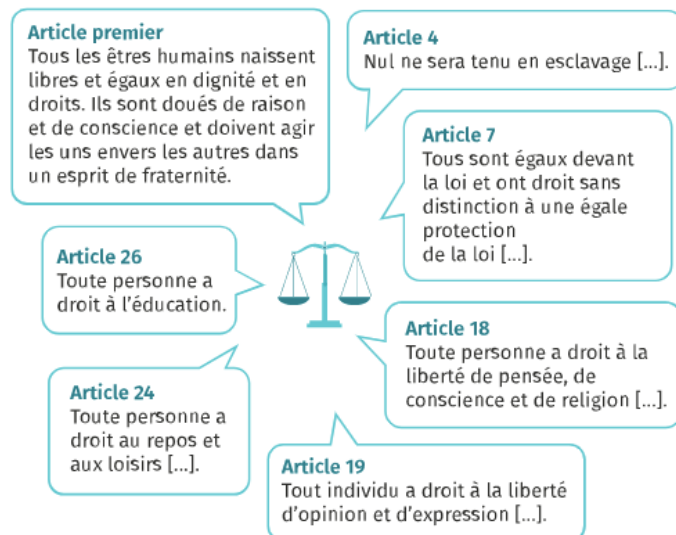 Article premier
Tous les êtres humains naissent
libres et égaux en dignité et en
droits. Ils sont doués de raison
et de conscience et doivent agir
les uns envers les autres dans
un esprit de fraternité.
Article 4
Nul ne sera tenu en esclavage [...].
Article 7
Tous sont égaux devant
la loi et ont droit sans
distinction à une égale
protection
de la loi [...].
Article 26
Toute personne a
droit à l'éducation.
Article 18
Toute personne a droit à la
liberté de pensée, de
conscience et de religion [...].
Article 24
Toute personne a
droit au repos et
aux loisirs [...].
Article 19
Tout individu a droit à la liberté
d'opinion et d'expression [...].